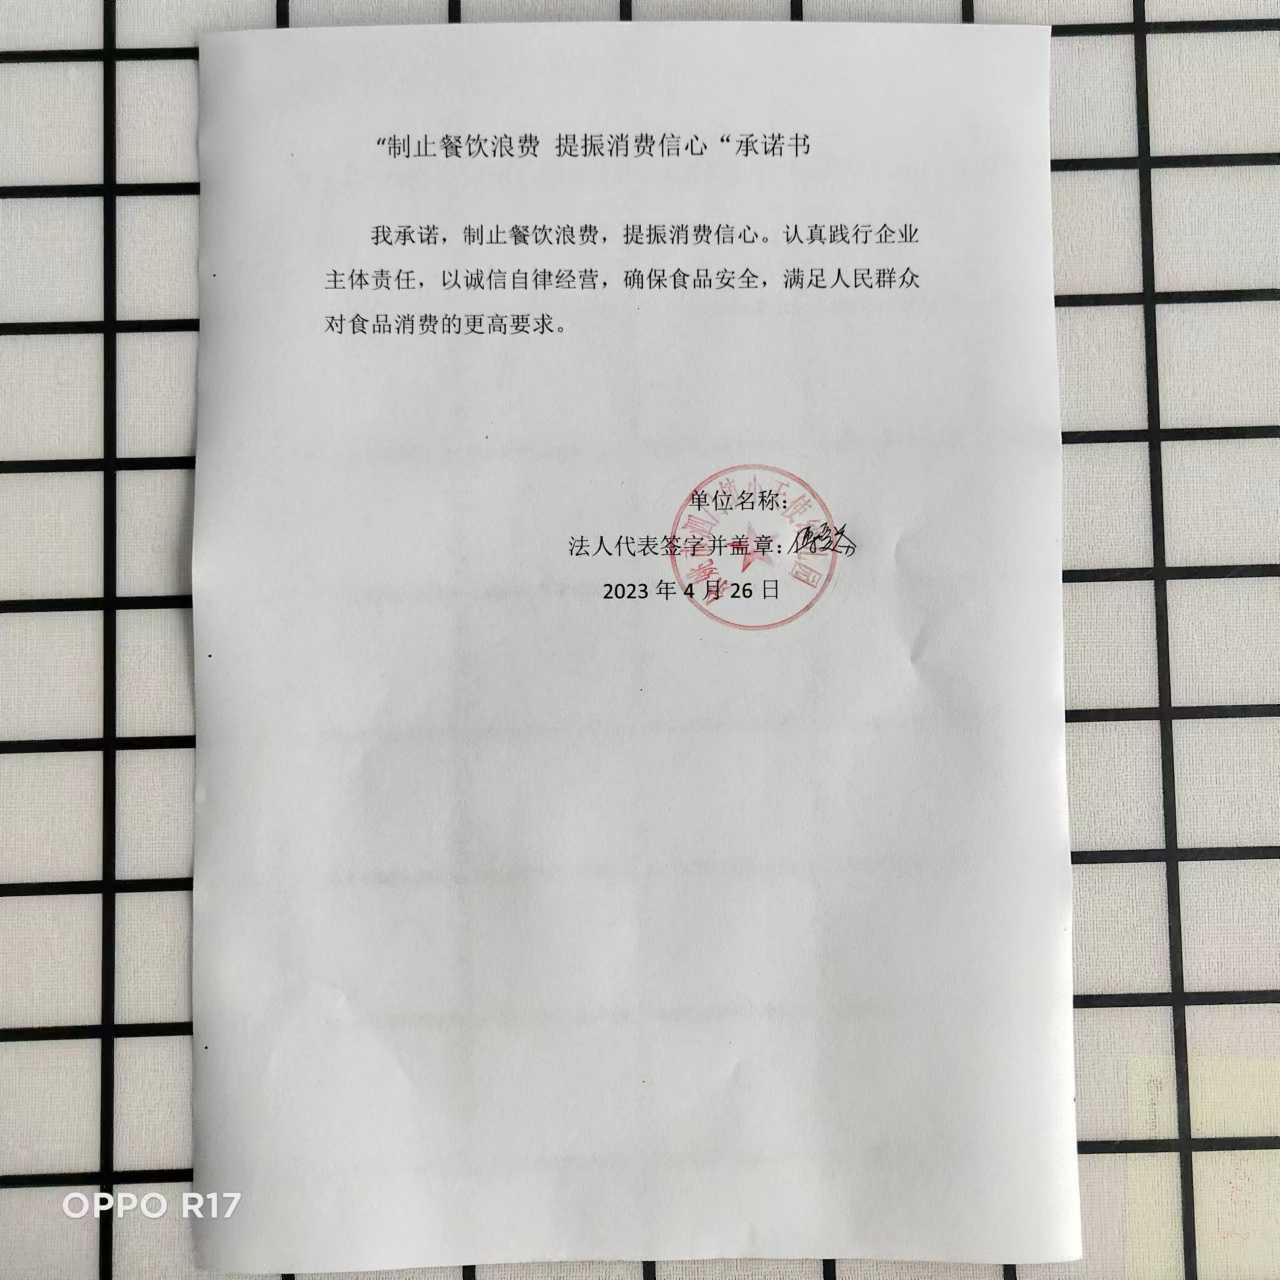 “制止餐饮浪费 提振消费信心“承诺书
我承诺，制止餐饮浪费，提振消费信心。认真践行企业
主体责任，以诚信自律经营，确保食品安全，满足人民群众
对食品消费的更高要求。
单位名称：
法人代表签字并盖章：
2023 年 4 月 26 日
OPPO R17